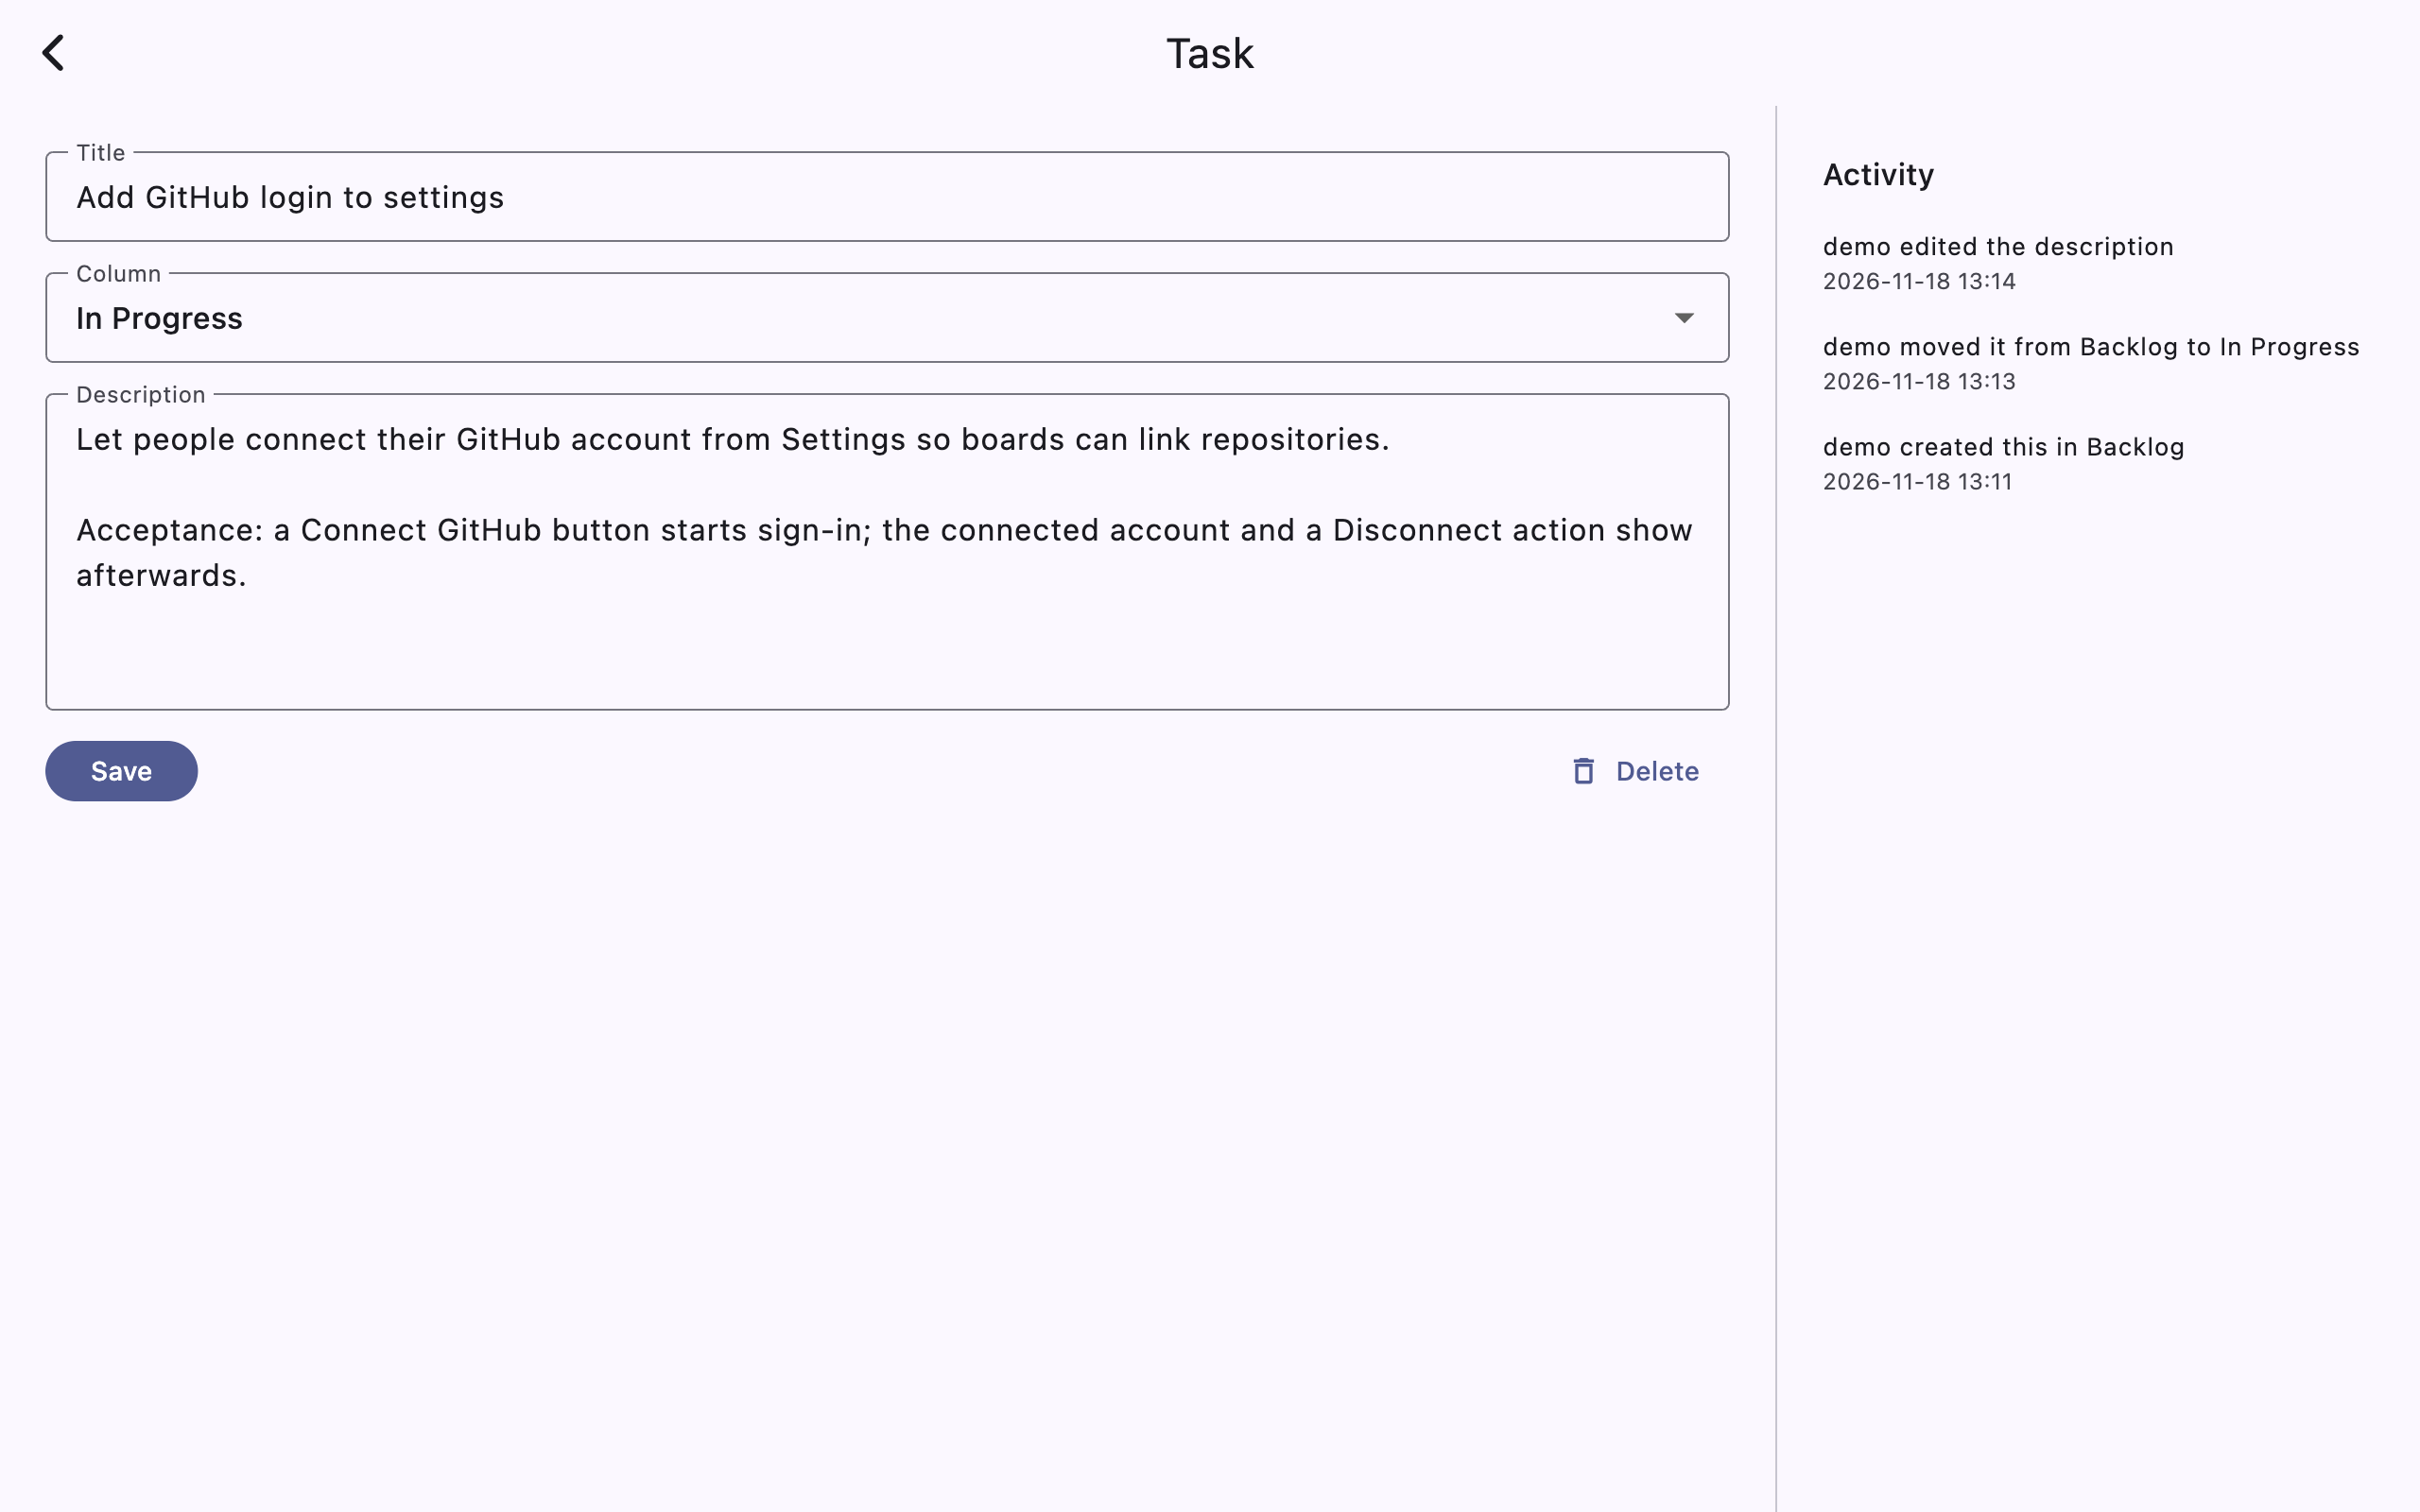 Task
Title
Add GitHub login to settings
Column
In Progress
Description
Let people connect their GitHub account from Settings so boards can link repositories.
Acceptance: a Connect GitHub button starts sign-in; the connected account and a Disconnect action show
afterwards.
Save
Delete
Activity
demo edited the description
2026-11-18 13:14
demo moved it from Backlog to In Progress
2026-11-18 13:13
demo created this in Backlog
2026-11-18 13:11